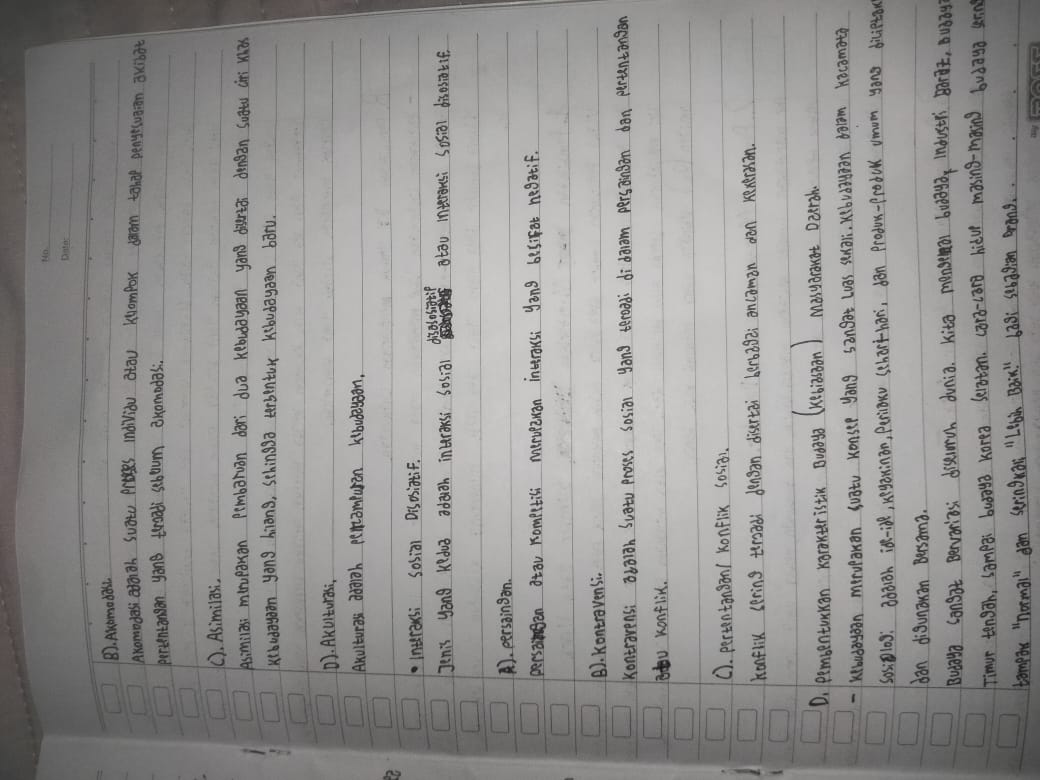 No.
Date:
B). Akomodasi.
Akomodasi adalah suatu proses individu atau kelompok dalam tahap penyesuaian akibat
pertentangan yang terjadi sebelum akomodasi.
C). Asimilasi.
Asimilasi merupakan pembauran dari dua kebudayaan yang disertai dengan suatu ciri khas
kebudayaan yang hilang, sehingga terbentuk kebudayaan baru.
D). Akulturasi,
Akulturasi adalah percampuran kebudayaan,
• Interaksi Sosial Disosiatif.
Jenis yang kedua adalah interaksi sosial disosiatif atau interaksi sosial disosiatif.
A). persaingan.
persaingan atau kompetisi merupakan interaksi yang besifat negatif.
B). Kontravensi.
Kontravensi adalah suatu proses sosial yang terjadi di dalam persaingan dan pertentangan
atau konflik.
C). pertentangan/konflik sosial.
konflik sering terjadi dengan disertai berbagai ancaman dan kekerasan.
D. pembentukkan karakteristik Budaya (kebiasaan) Masyarakat Daerah.
- kebudayaan merupakan suatu konsep yang sangat luas sekali. kebudayaan dalam kacamata
sosiologi adalah ide-ide, keyakinan, perilaku sehari-hari, dan produk-produk umum yang diciptakan
dan digunakan bersama.
Budaya sangat bervariasi diseluruh dunia. kita mengenal budaya, Industri Barat, budaya
Timur tengah, sampai budaya korea selatan. cara-cara hidup masing-masing budaya sering
tampak "normal" dan seringkali "Lebih Baik" bagi sebagian orang.